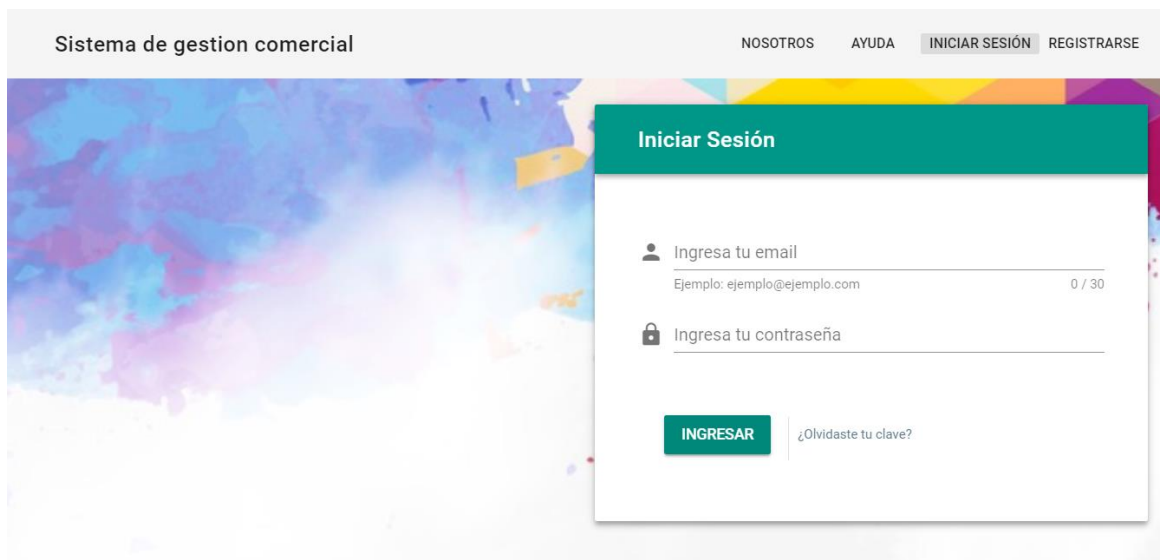 Sistema de gestion comercial
NOSOTROS AYUDA INICIAR SESIÓN REGISTRARSE
Iniciar Sesión
Ingresa tu email
Ejemplo: ejemplo@ejemplo.com 0 / 30
Ingresa tu contraseña
INGRESAR ¿Olvidaste tu clave?